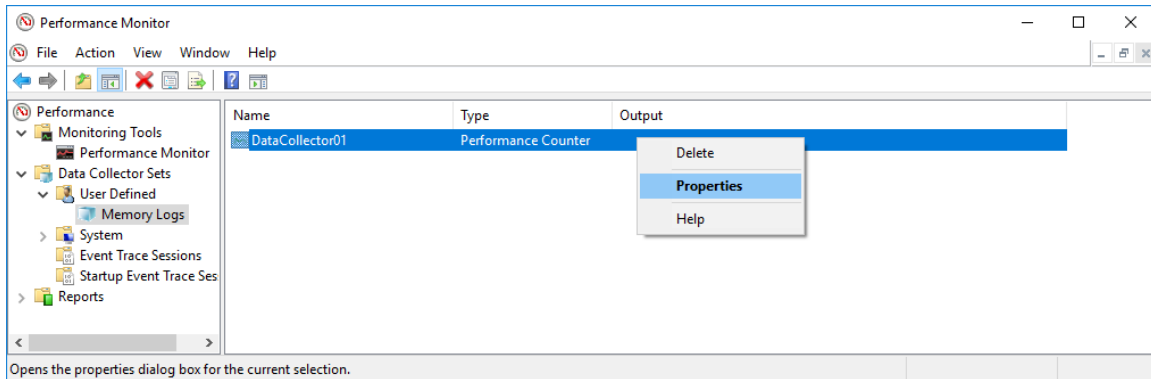 Performance Monitor
File Action View Window Help
Performance
Monitoring Tools
Performance Monitor
Data Collector Sets
User Defined
Memory Logs
System
Event Trace Sessions
Startup Event Trace Ses
Reports
Name Type Output
DataCollector01 Performance Counter
Delete
Properties
Help
Opens the properties dialog box for the current selection.